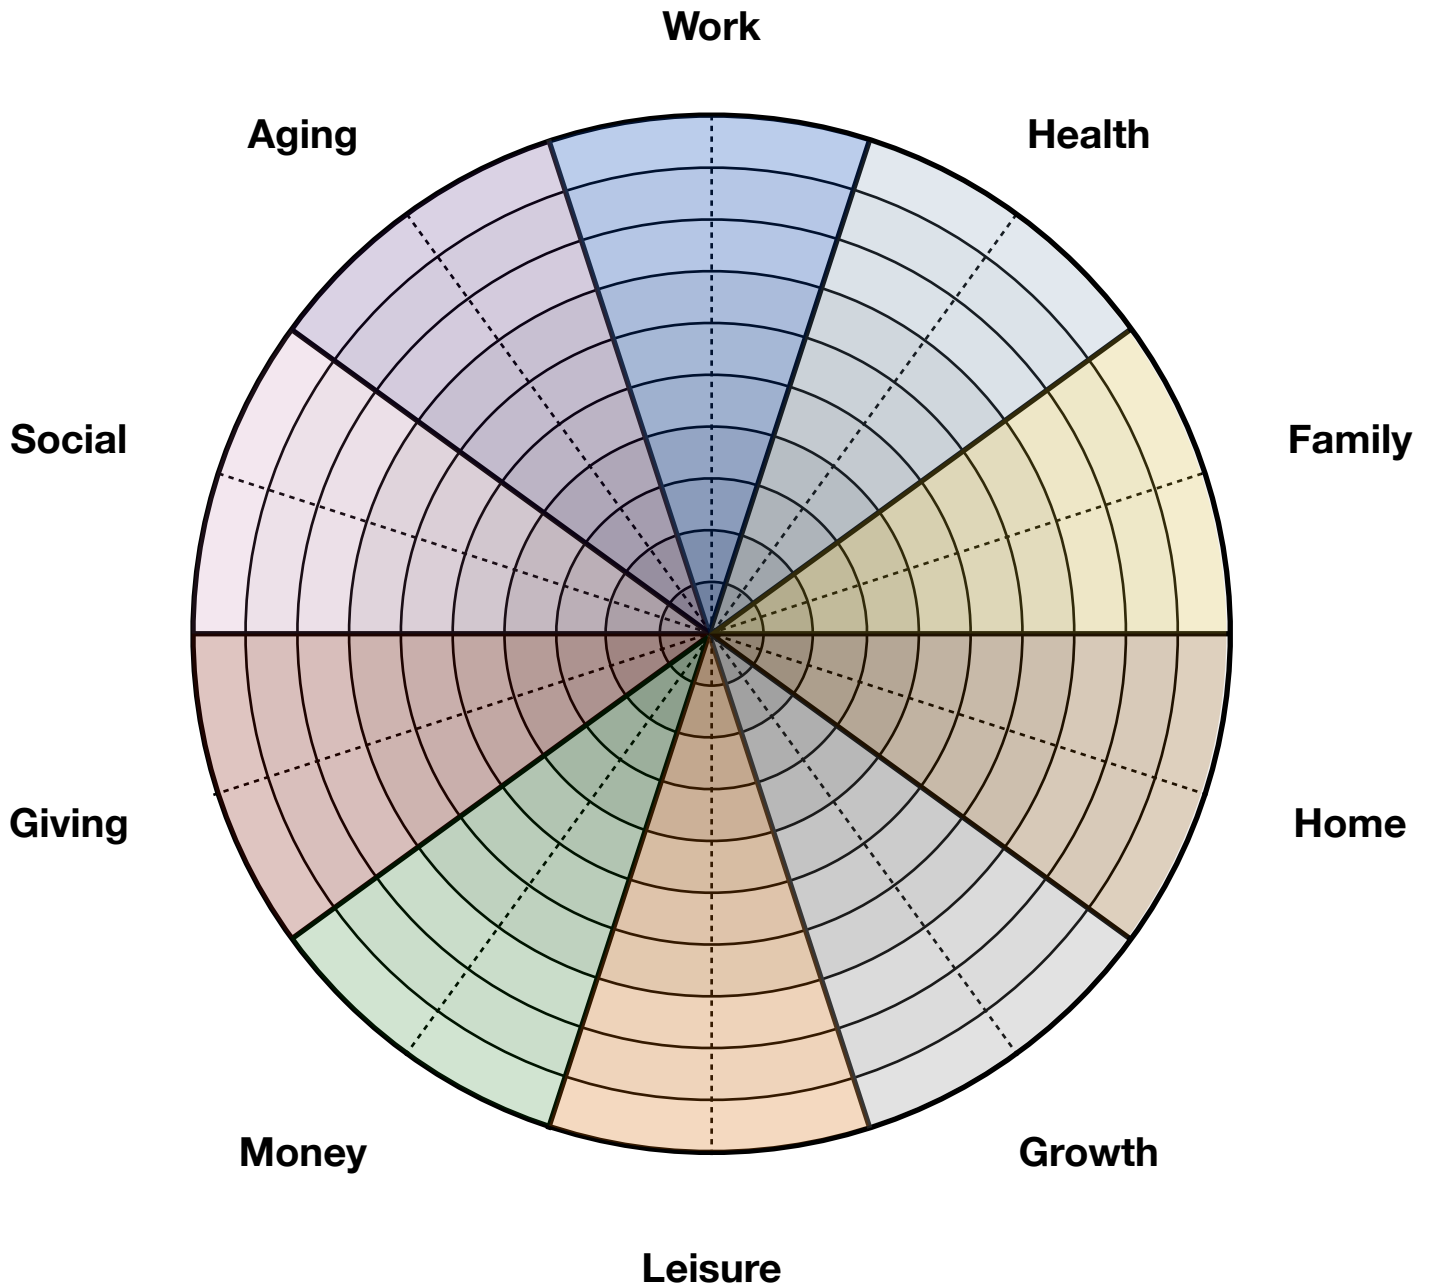 Work
Aging
Health
Social
Family
Giving
Home
Money
Growth
Leisure